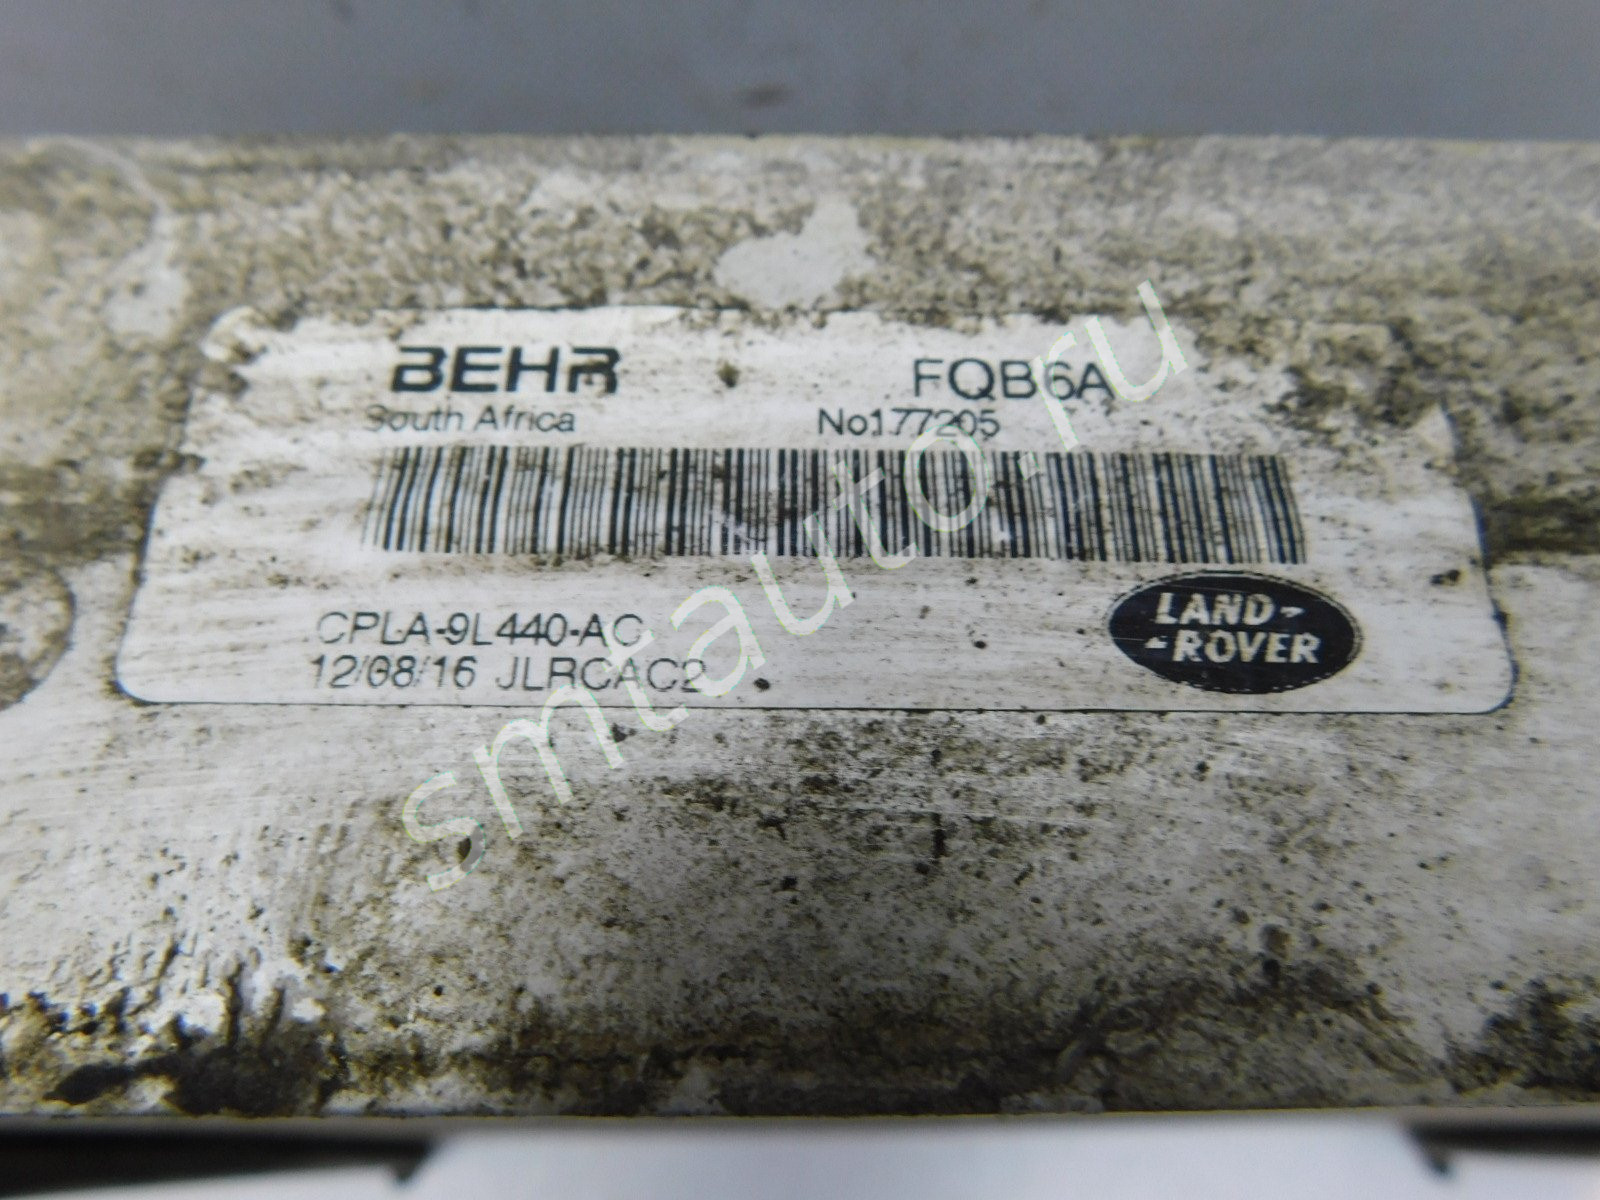 BEHR FQB6A
South Africa No177205
CPLA-9L440-AC
12/08/16 JLRCAC2
LAND-
-ROVER
smtauto.ru